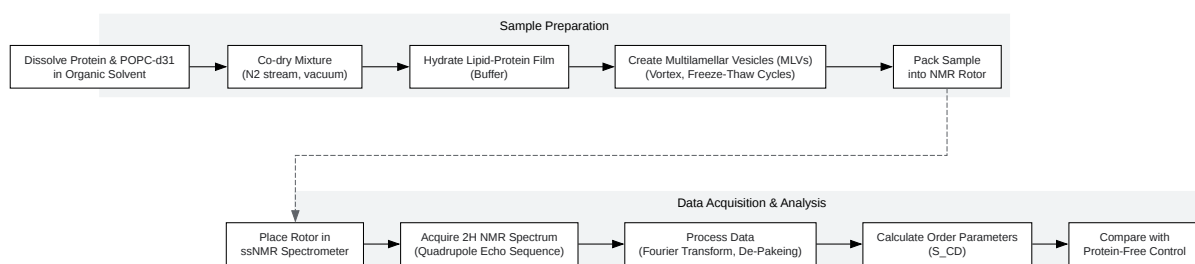 Sample Preparation
Dissolve Protein & POPC-d31
in Organic Solvent
Co-dry Mixture
(N2 stream, vacuum)
Hydrate Lipid-Protein Film
(Buffer)
Create Multilamellar Vesicles (MLVs)
(Vortex, Freeze-Thaw Cycles)
Pack Sample
into NMR Rotor
Data Acquisition & Analysis
Place Rotor in
ssNMR Spectrometer
Acquire 2H NMR Spectrum
(Quadrupole Echo Sequence)
Process Data
(Fourier Transform, De-Pakeing)
Calculate Order Parameters
(S_CD)
Compare with
Protein-Free Control